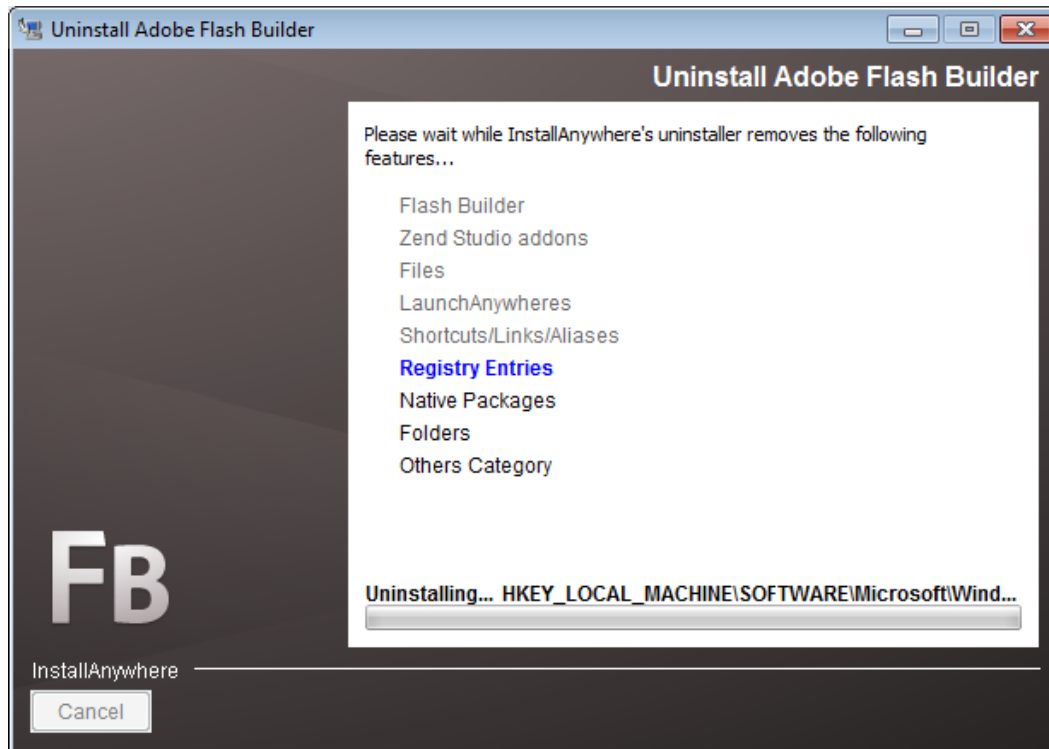 Uninstall Adobe Flash Builder
Uninstall Adobe Flash Builder
Please wait while InstallAnywhere's uninstaller removes the following
features...
Flash Builder
Zend Studio addons
Files
LaunchAnywheres
Shortcuts/Links/Aliases
Registry Entries
Native Packages
Folders
Others Category
FB
Uninstalling... HKEY_LOCAL_MACHINE\SOFTWARE\Microsoft\Wind...
InstallAnywhere
Cancel